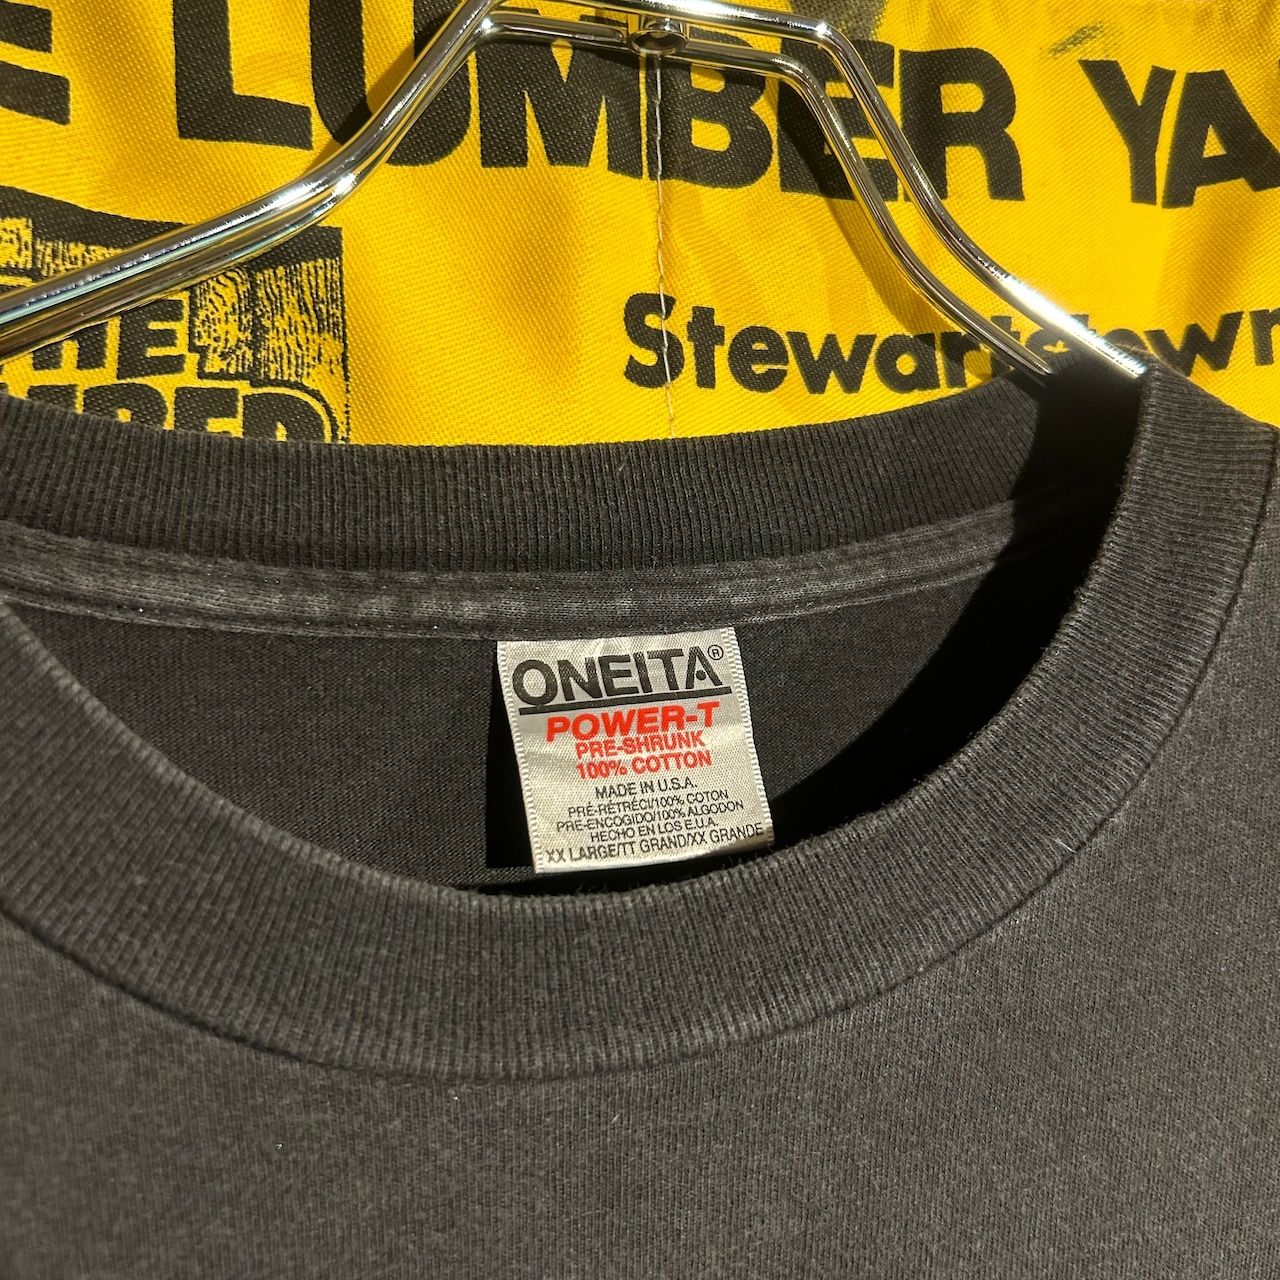 E LUMBER YA
THE
Stewartstown
ONEITA®
POWER-T
PRE-SHRUNK
100% COTTON
MADE IN U.S.A.
PRÉ-RÉTRÉCI/100% COTON
PRE-ENCOGIDO/100% ALGODON
HECHO EN LOS E.U.A.
XX LARGE/TT GRAND/XX GRANDE